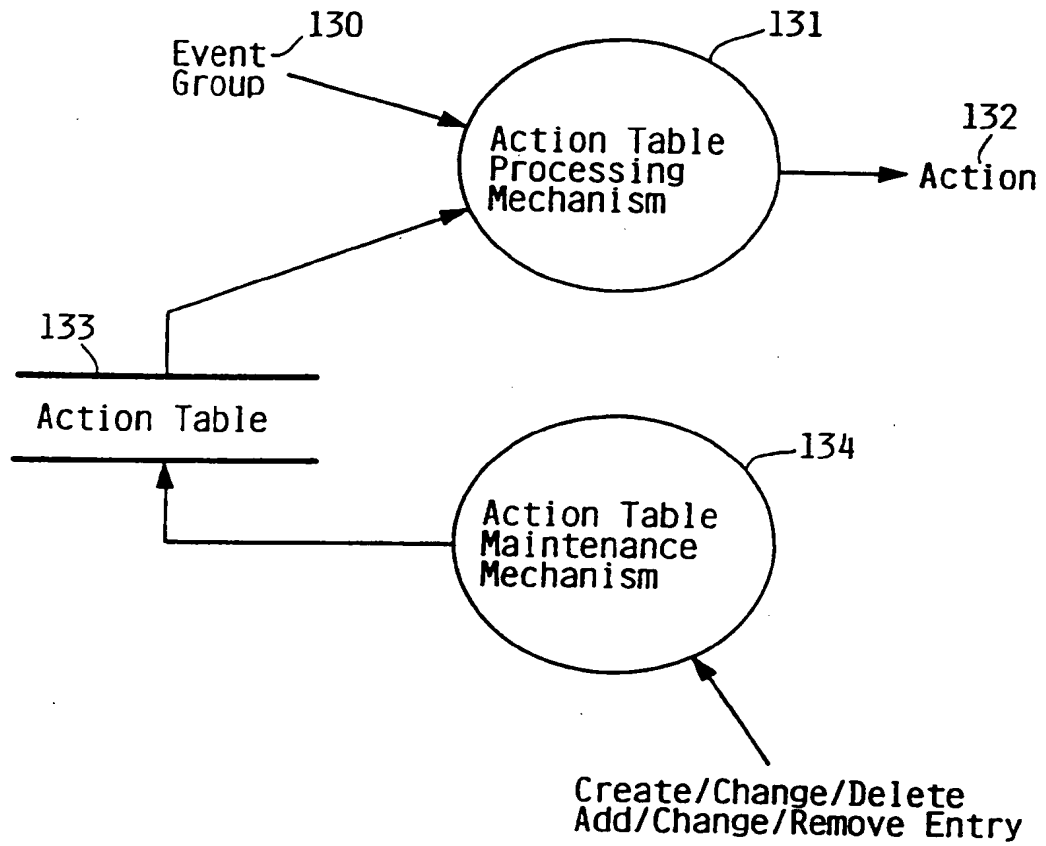 130
Event
Group
131
Action Table
Processing
Mechanism
132
Action
133
Action Table
134
Action Table
Maintenance
Mechanism
Create/Change/Delete
Add/Change/Remove Entry